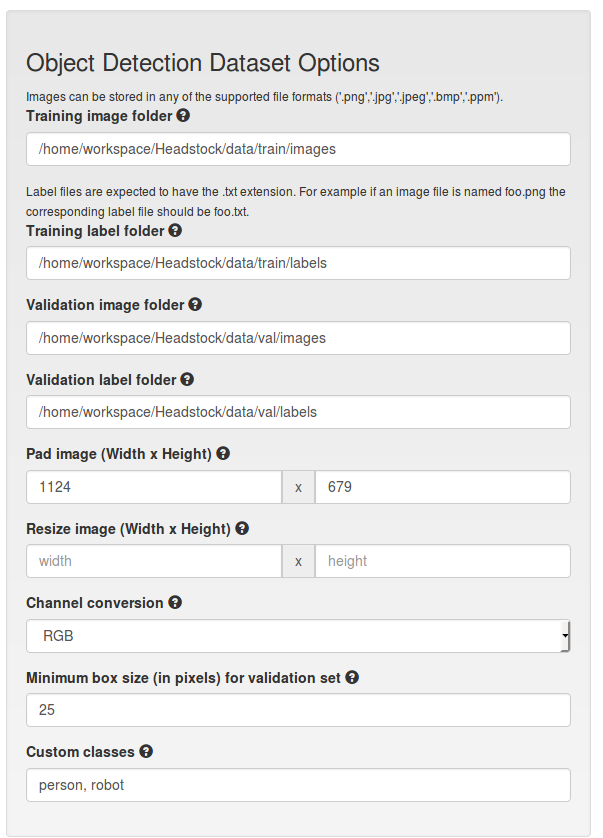 Object Detection Dataset Options
Images can be stored in any of the supported file formats ('.png','.jpg','.jpeg','.bmp','.ppm').
Training image folder
/home/workspace/Headstock/data/train/images
Label files are expected to have the .txt extension. For example if an image file is named foo.png the
corresponding label file should be foo.txt.
Training label folder
/home/workspace/Headstock/data/train/labels
Validation image folder
/home/workspace/Headstock/data/val/images
Validation label folder
/home/workspace/Headstock/data/val/labels
Pad image (Width x Height)
1124 x 679
Resize image (Width x Height)
width x height
Channel conversion
RGB
Minimum box size (in pixels) for validation set
25
Custom classes
person, robot